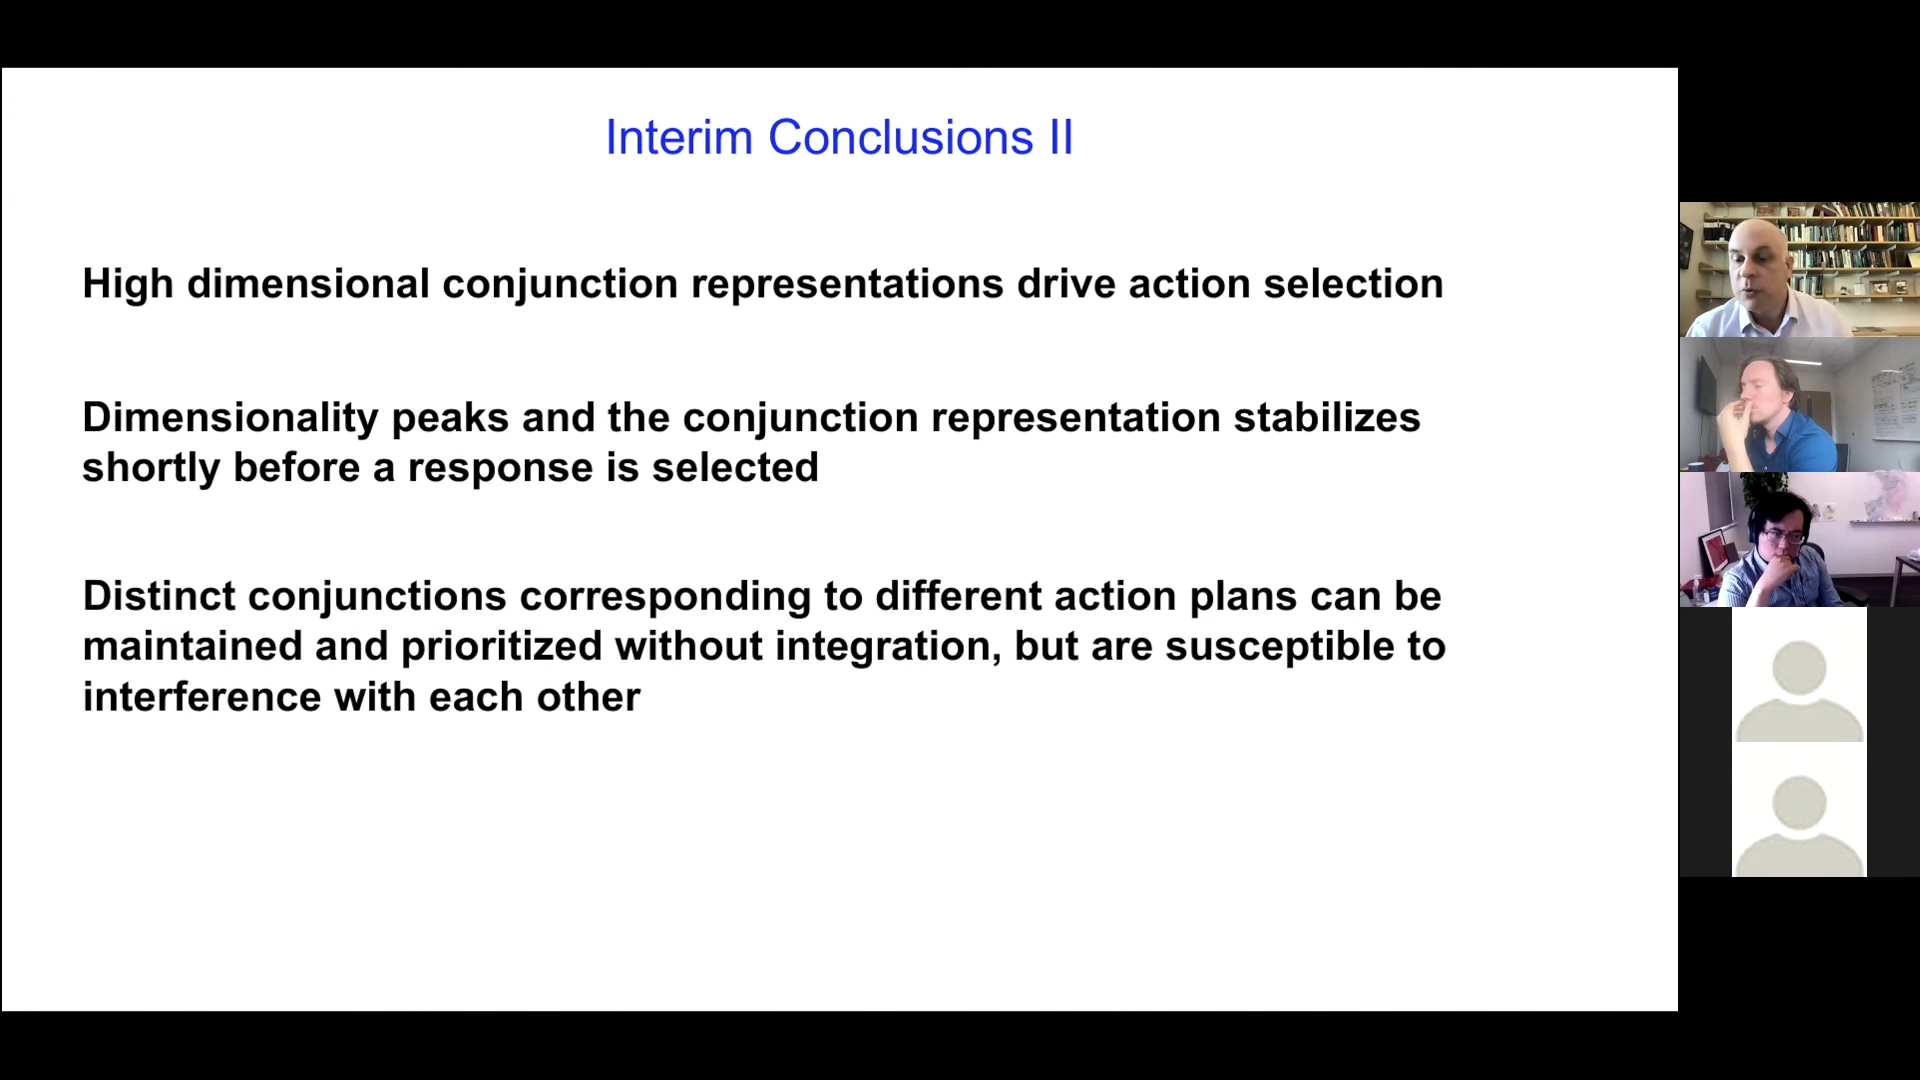 Interim Conclusions II
High dimensional conjunction representations drive action selection
Dimensionality peaks and the conjunction representation stabilizes
shortly before a response is selected
Distinct conjunctions corresponding to different action plans can be
maintained and prioritized without integration, but are susceptible to
interference with each other